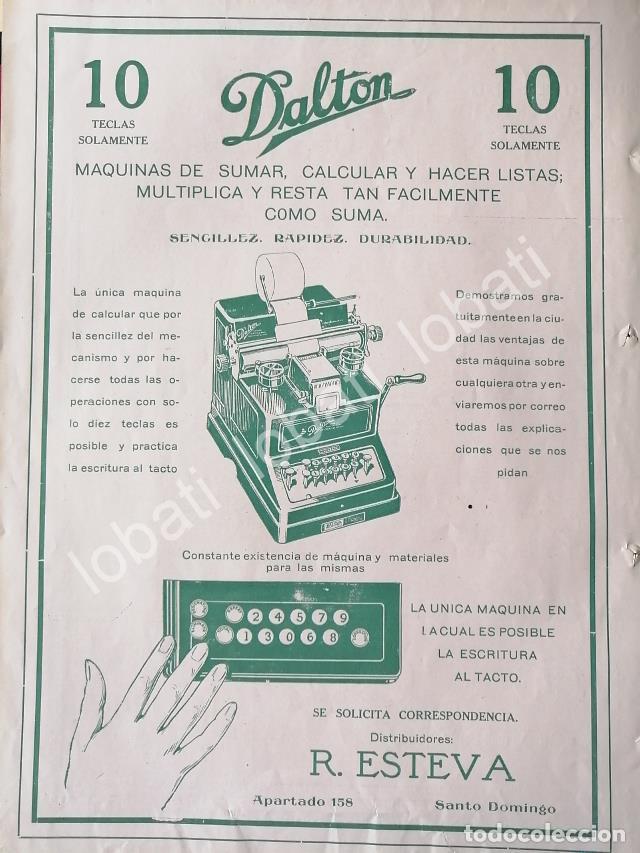 10
TECLAS
SOLAMENTE
Dalton
10
TECLAS
SOLAMENTE
MAQUINAS DE SUMAR, CALCULAR Y HACER LISTAS;
MULTIPLICA Y RESTA TAN FACILMENTE
COMO SUMA.
SENCILLEZ. RAPIDEZ. DURABILIDAD.
La única maquina
de calcular que por
la sencillez del me-
canismo y por ha-
cerse todas las o-
peraciones con so-
lo diez teclas es
posible y practica
la escritura al tacto
Dalton
Dalton
Demostramos gra-
tuitamente en la ciu-
dad las ventajas de
esta máquina sobre
cualquiera otra y en-
viaremos por correo
todas las explica-
ciones que se nos
pidan
Constante existencia de máquina y materiales
para las mismas
2 4 5 7 9
1 3 0 6 8
LA UNICA MAQUINA EN
LA CUAL ES POSIBLE
LA ESCRITURA
AL TACTO.
SE SOLICITA CORRESPONDENCIA.
Distribuidores:
R. ESTEVA
Apartado 158
Santo Domingo
lobati lobati lobati
todocoleccion